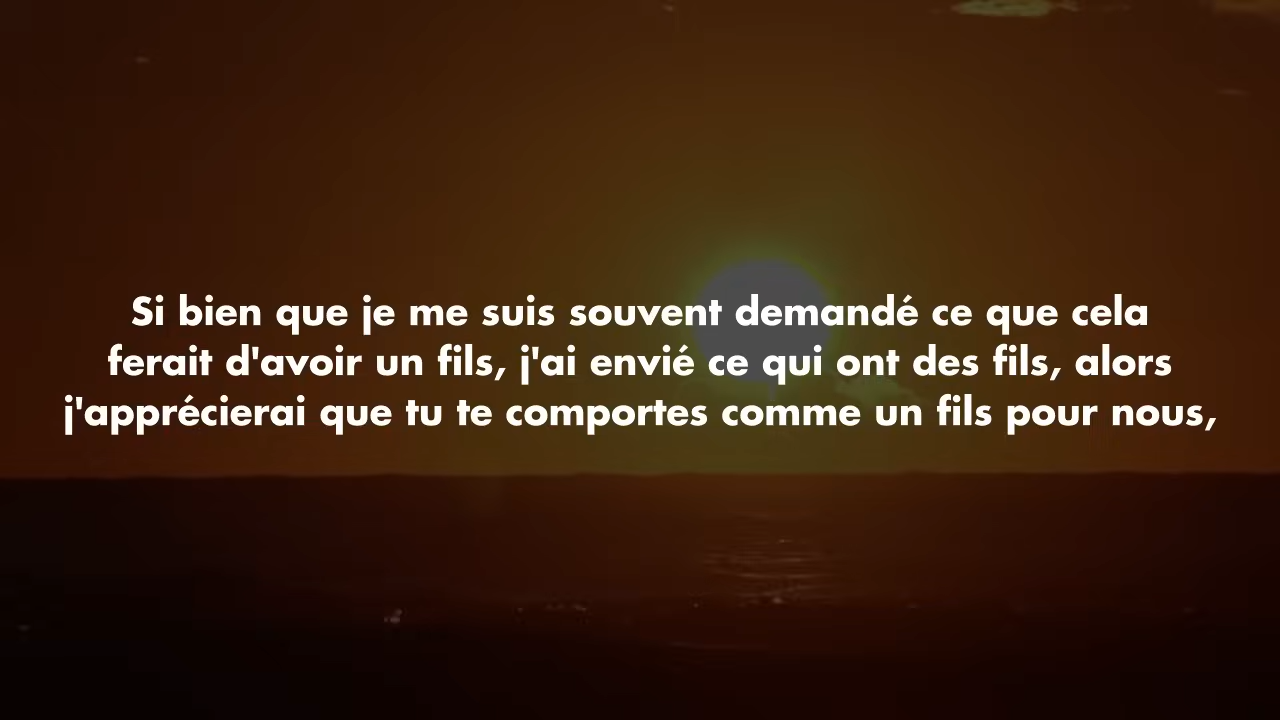 Si bien que je me suis souvent demandé ce que cela
ferait d'avoir un fils, j'ai envié ce qui ont des fils, alors
j'apprécierai que tu te comportes comme un fils pour nous,